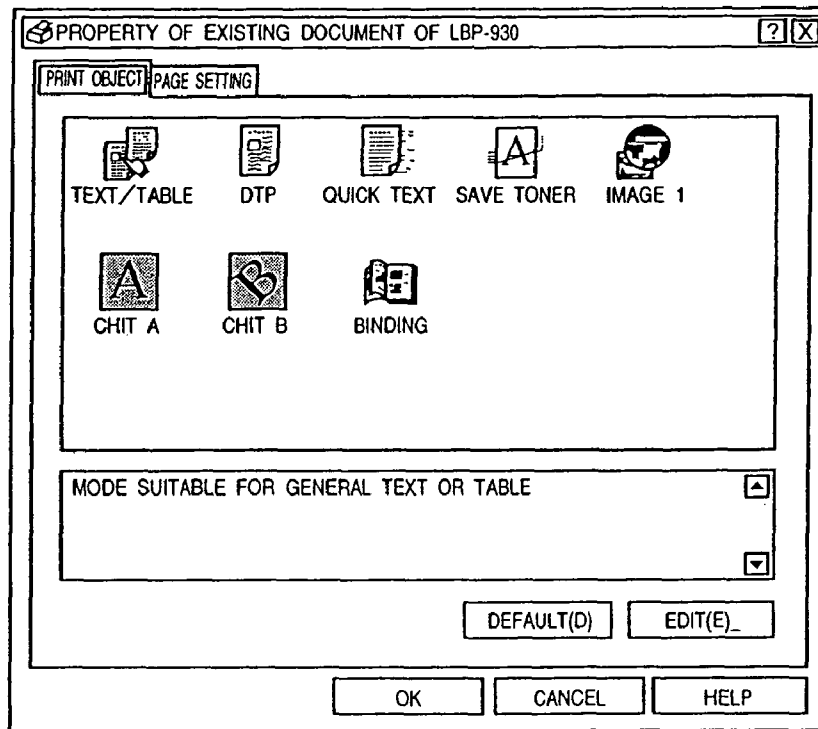 PROPERTY OF EXISTING DOCUMENT OF LBP-930 ? X
PRINT OBJECT PAGE SETTING
TEXT/TABLE DTP QUICK TEXT SAVE TONER IMAGE 1
A
A B
CHIT A CHIT B BINDING
MODE SUITABLE FOR GENERAL TEXT OR TABLE
DEFAULT(D) EDIT(E)_
OK CANCEL HELP